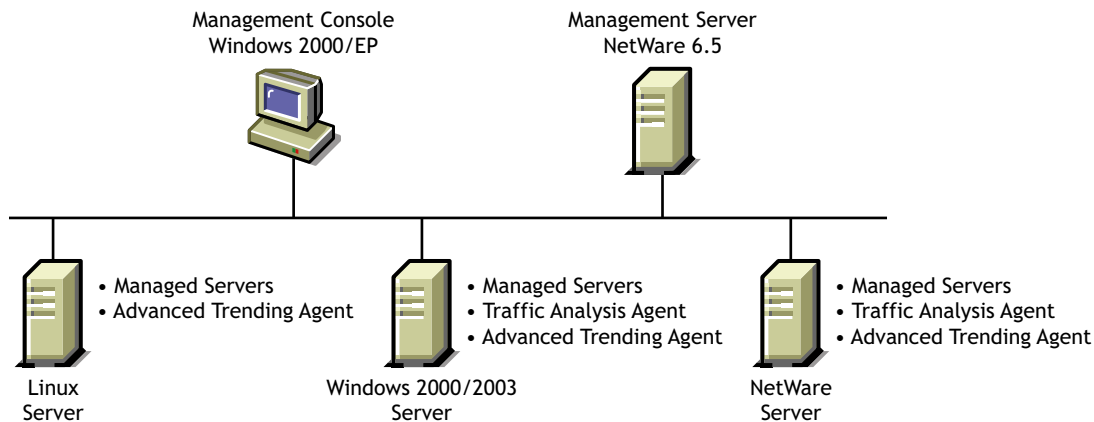 Management Console
Windows 2000/EP
Management Server
NetWare 6.5
• Managed Servers
• Advanced Trending Agent
• Managed Servers
• Traffic Analysis Agent
• Advanced Trending Agent
• Managed Servers
• Traffic Analysis Agent
• Advanced Trending Agent
Linux
Server
Windows 2000/2003
Server
NetWare
Server